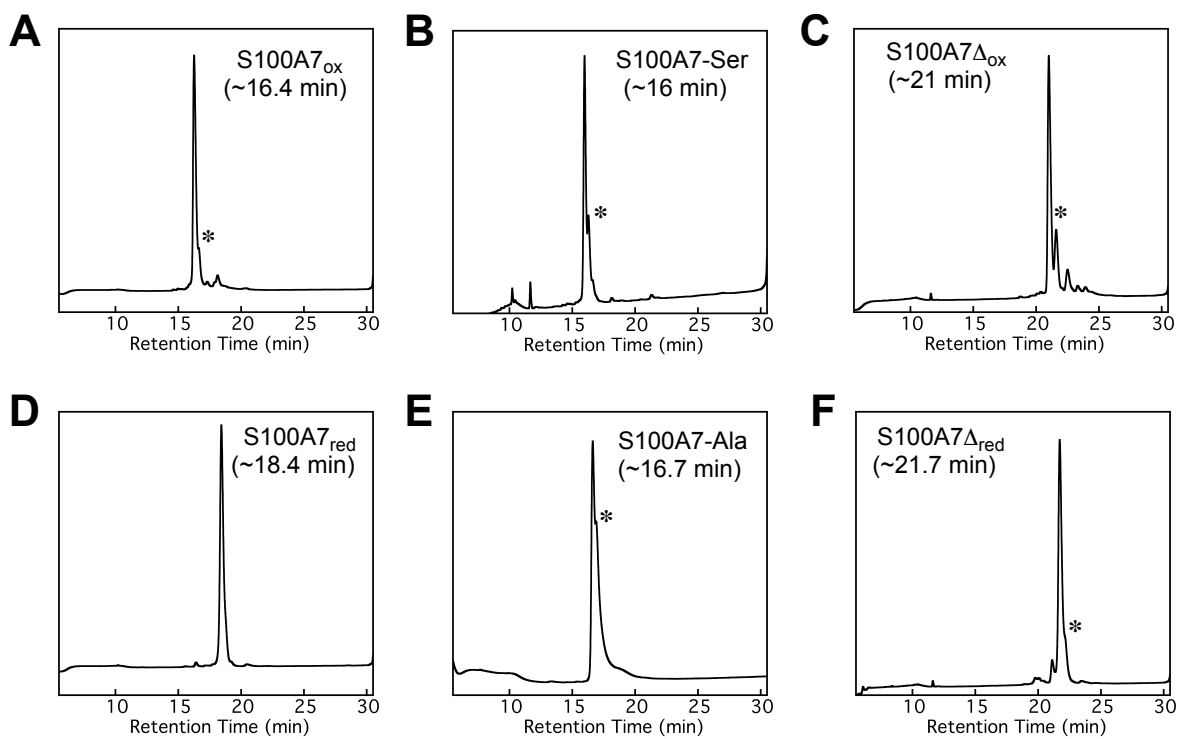 A
S100A7ox
(~16.4 min)
*
10 15 20 25 30
Retention Time (min)
B
S100A7-Ser
(~16 min)
*
10 15 20 25 30
Retention Time (min)
C
S100A7Δox
(~21 min)
*
10 15 20 25 30
Retention Time (min)
D
S100A7red
(~18.4 min)
10 15 20 25 30
Retention Time (min)
E
S100A7-Ala
(~16.7 min)
*
10 15 20 25 30
Retention Time (min)
F
S100A7Δred
(~21.7 min)
*
10 15 20 25 30
Retention Time (min)